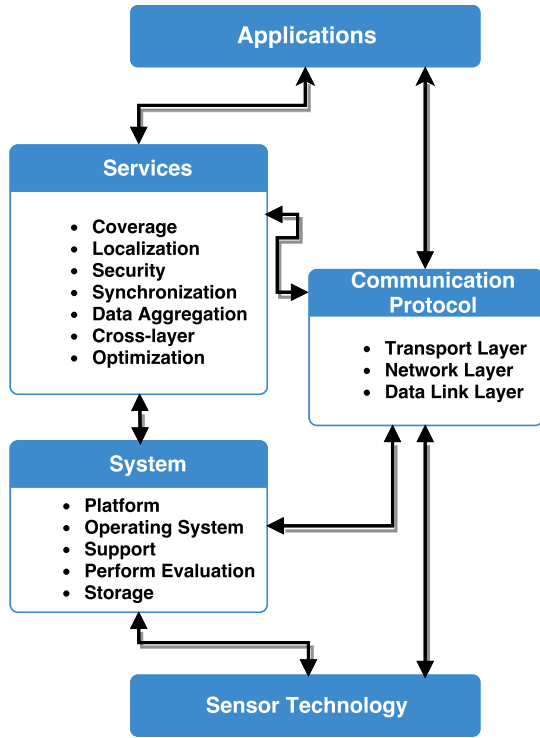 Applications
Services
• Coverage
• Localization
• Security
• Synchronization
• Data Aggregation
• Cross-layer
• Optimization
Communication
Protocol
• Transport Layer
• Network Layer
• Data Link Layer
System
• Platform
• Operating System
• Support
• Perform Evaluation
• Storage
Sensor Technology